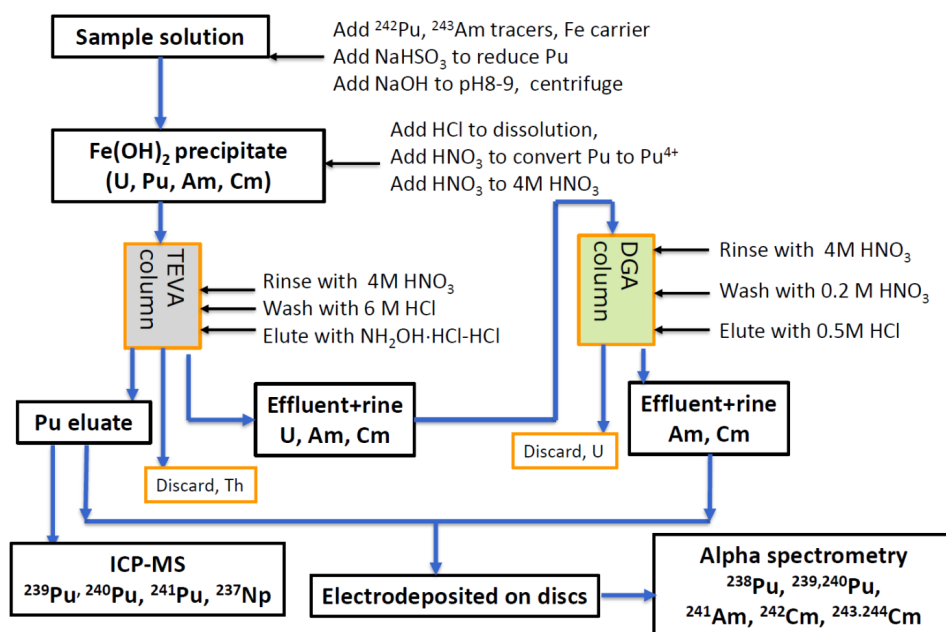 Sample solution
Add ²⁴²Pu, ²⁴³Am tracers, Fe carrier
Add NaHSO₃ to reduce Pu
Add NaOH to pH8-9, centrifuge
Fe(OH)₂ precipitate
(U, Pu, Am, Cm)
Add HCl to dissolution,
Add HNO₃ to convert Pu to Pu⁴⁺
Add HNO₃ to 4M HNO₃
TEVA
column
Rinse with 4M HNO₃
Wash with 6 M HCl
Elute with NH₂OH·HCl-HCl
DGA
column
Rinse with 4M HNO₃
Wash with 0.2 M HNO₃
Elute with 0.5M HCl
Pu eluate
Effluent+rine
U, Am, Cm
Effluent+rine
Am, Cm
Discard, Th
Discard, U
ICP-MS
²³⁹Pu, ²⁴⁰Pu, ²⁴¹Pu, ²³⁷Np
Electrodeposited on discs
Alpha spectrometry
²³⁸Pu, ²³⁹,²⁴⁰Pu,
²⁴¹Am, ²⁴²Cm, ²⁴³·²⁴⁴Cm